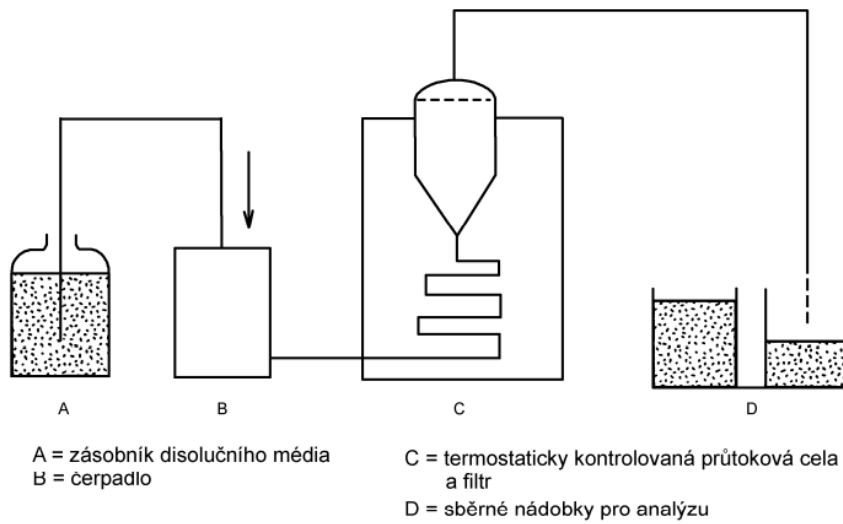 A
B
C
D
A = zásobník disolučního média
B = čerpadlo
C = termostaticky kontrolovaná průtoková cela
a filtr
D = sběrné nádobky pro analýzu